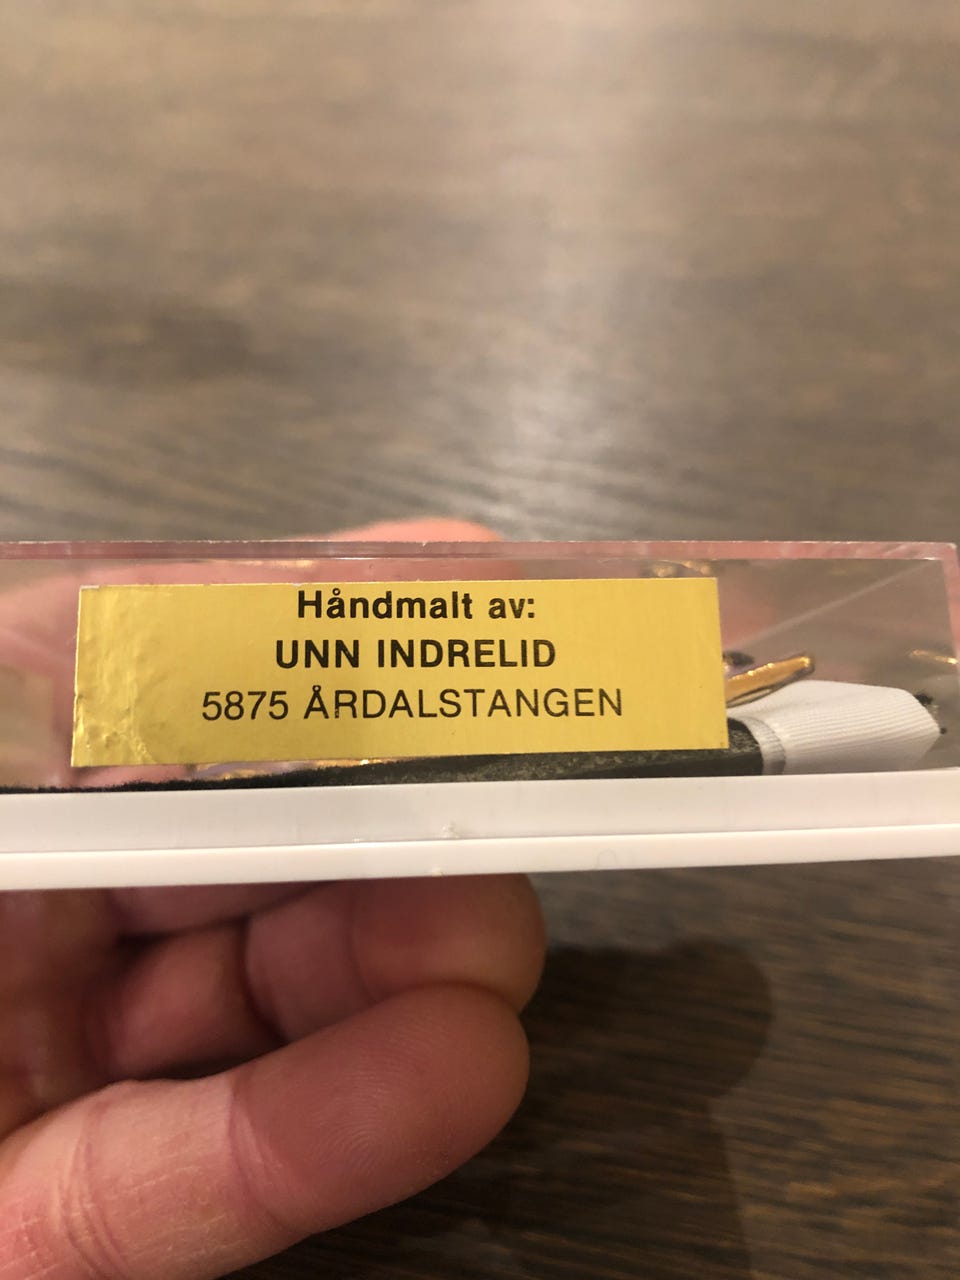 Håndmalt av:
UNN INDRELID
5875 ÅRDALSTANGEN